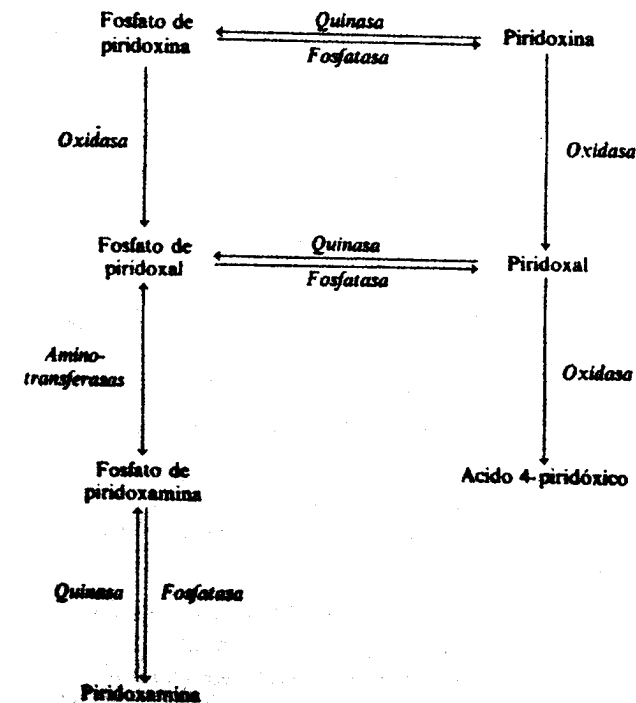 Fosfato de
piridoxina
Quinasa
Fosfatasa
Piridoxina
Oxidasa
Oxidasa
Fosfato de
piridoxal
Quinasa
Fosfatasa
Piridoxal
Amino-
transferasas
Oxidasa
Fosfato de
piridoxamina
Acido 4-piridóxico
Quinasa
Fosfatasa
Piridoxamina